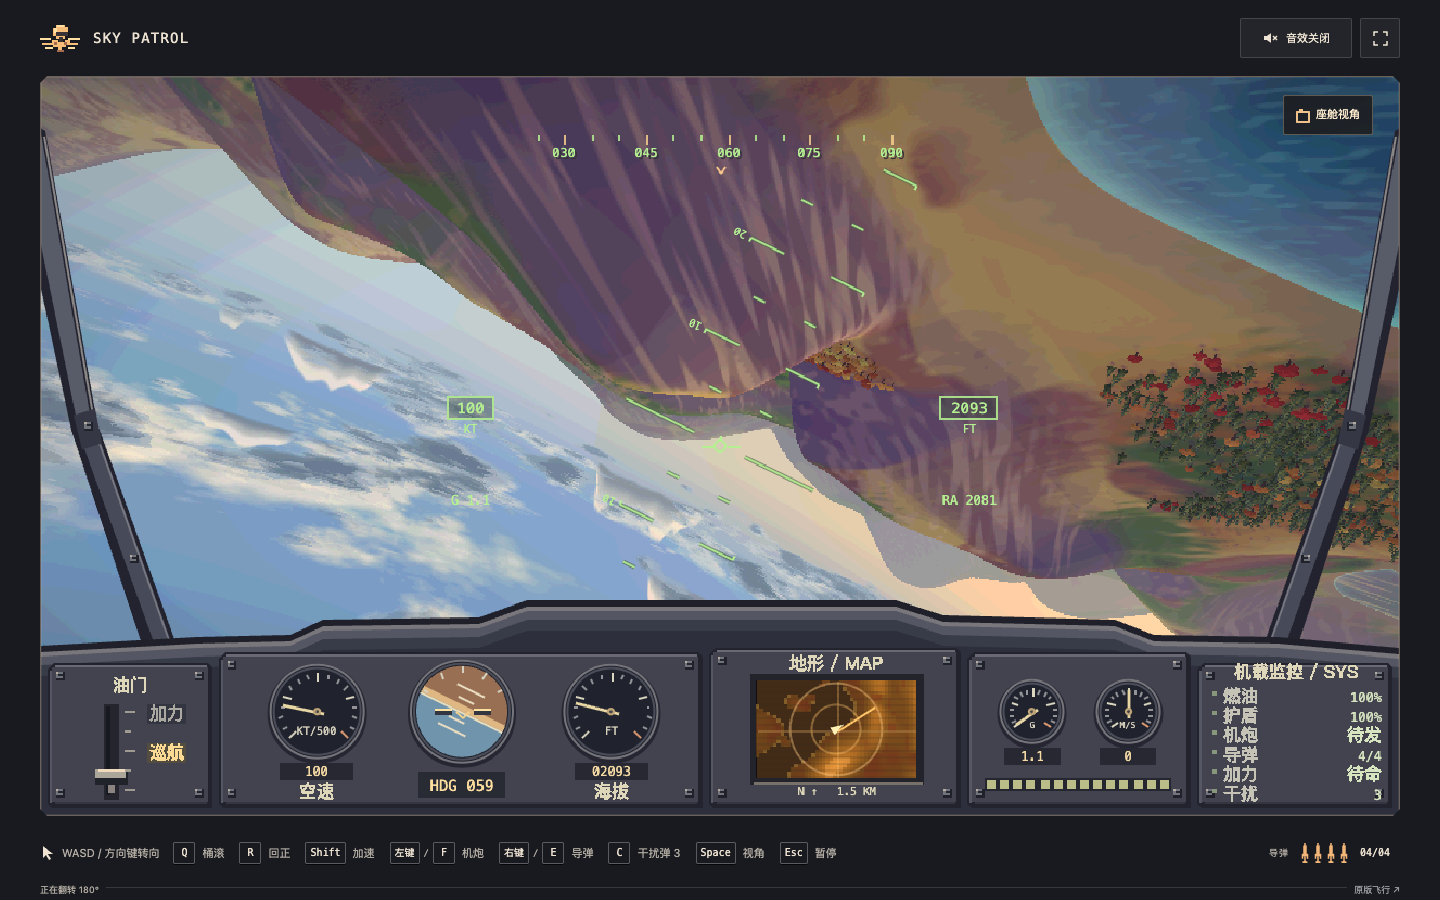 SKY PATROL
音效关闭
座舱视角
030 045 060 075 090
20
10
100
KT
2093
FT
G 1.1
RA 2081
油门
加力
巡航
KT/500
100
空速
HDG 059
FT
02093
海拔
地形 / MAP
N ↑ 1.5 KM
G
1.1
M/S
0
机载监控 / SYS
燃油 100%
护盾 100%
机炮 待发
导弹 4/4
加力 待命
干扰 3
WASD / 方向键转向 Q 桶滚 R 回正 Shift 加速 左键 / F 机炮 右键 / E 导弹 C 干扰弹 3 Space 视角 Esc 暂停
导弹 04/04
正在翻转 180°
原版飞行 ↗